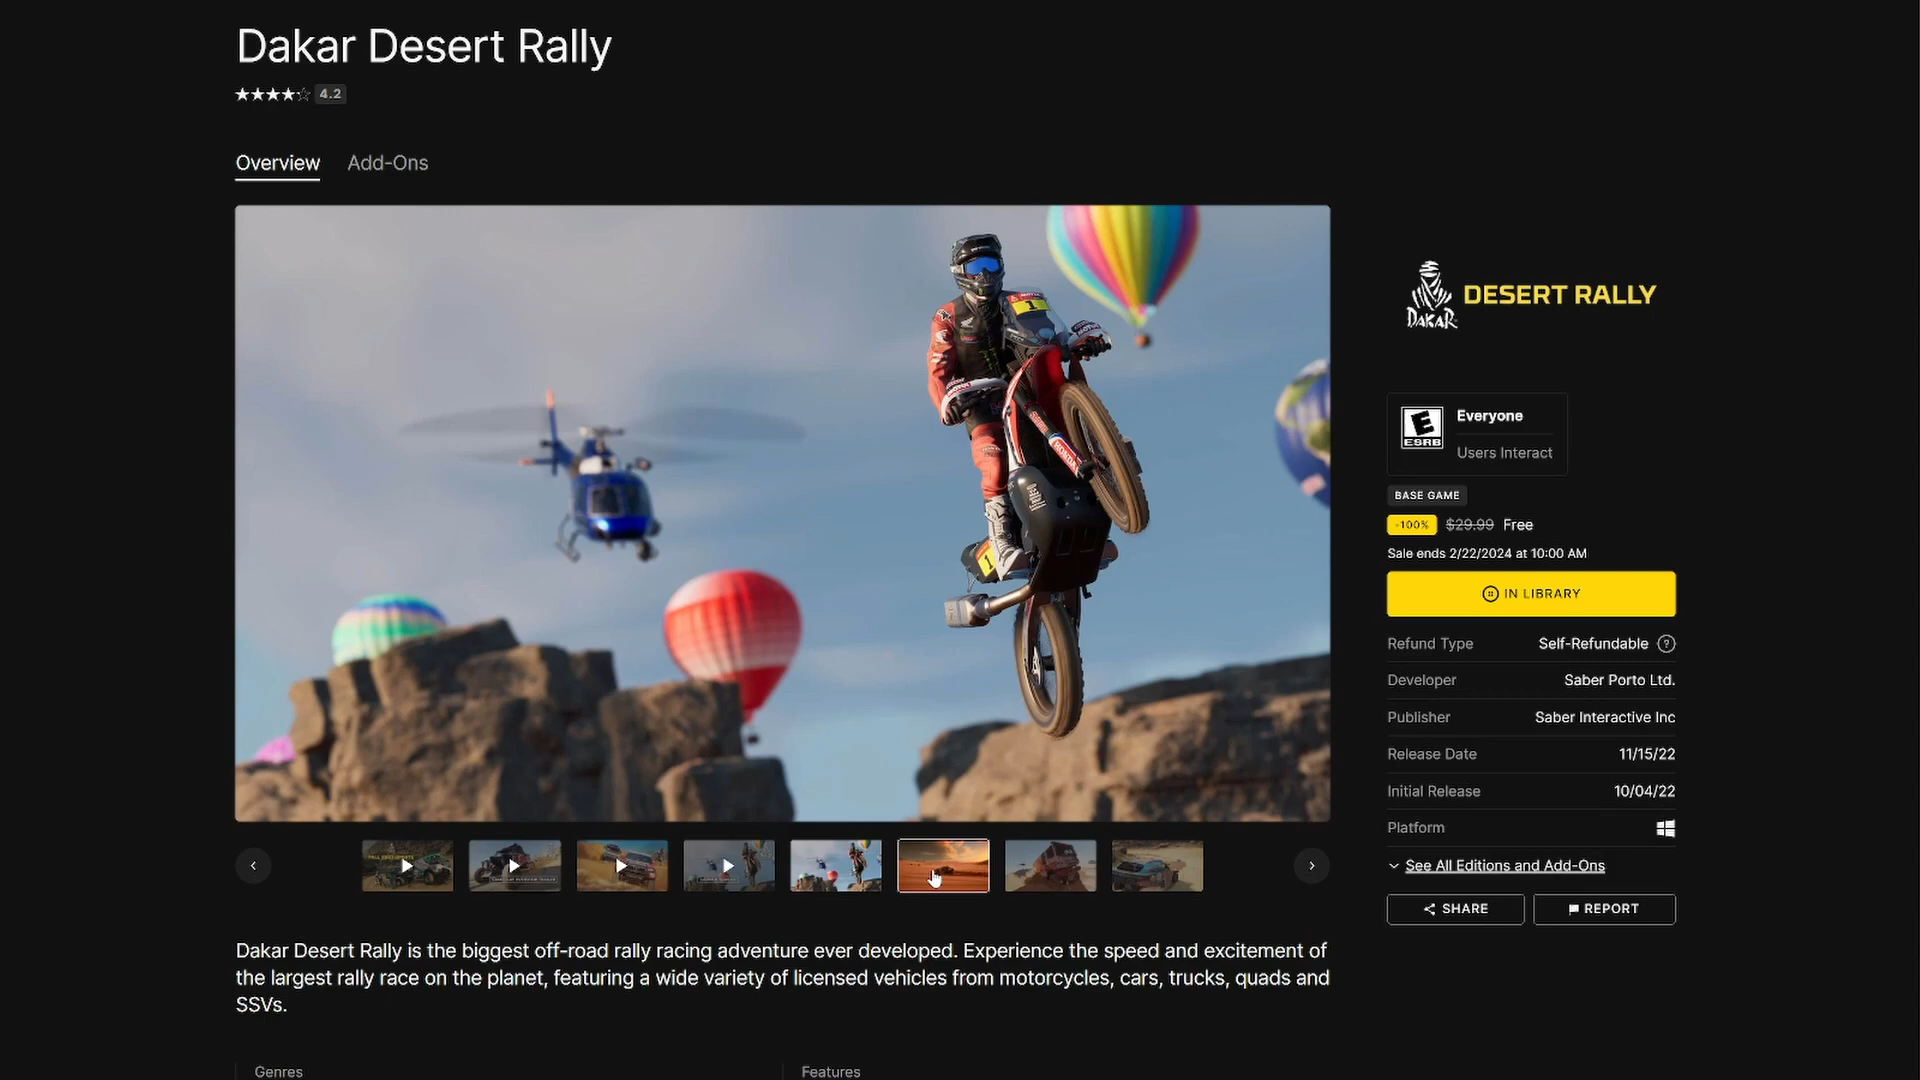 Dakar Desert Rally
4.2
Overview
Add-Ons
1
HONDA
1
DAKAR
DESERT RALLY
E
ESRB
Everyone
Users Interact
BASE GAME
-100% $29.99 Free
Sale ends 2/22/2024 at 10:00 AM
IN LIBRARY
Refund Type Self-Refundable ?
Developer Saber Porto Ltd.
Publisher Saber Interactive Inc
Release Date 11/15/22
Initial Release 10/04/22
Platform
See All Editions and Add-Ons
SHARE
REPORT
Dakar Desert Rally is the biggest off-road rally racing adventure ever developed. Experience the speed and excitement of
the largest rally race on the planet, featuring a wide variety of licensed vehicles from motorcycles, cars, trucks, quads and
SSVs.
Genres
Features